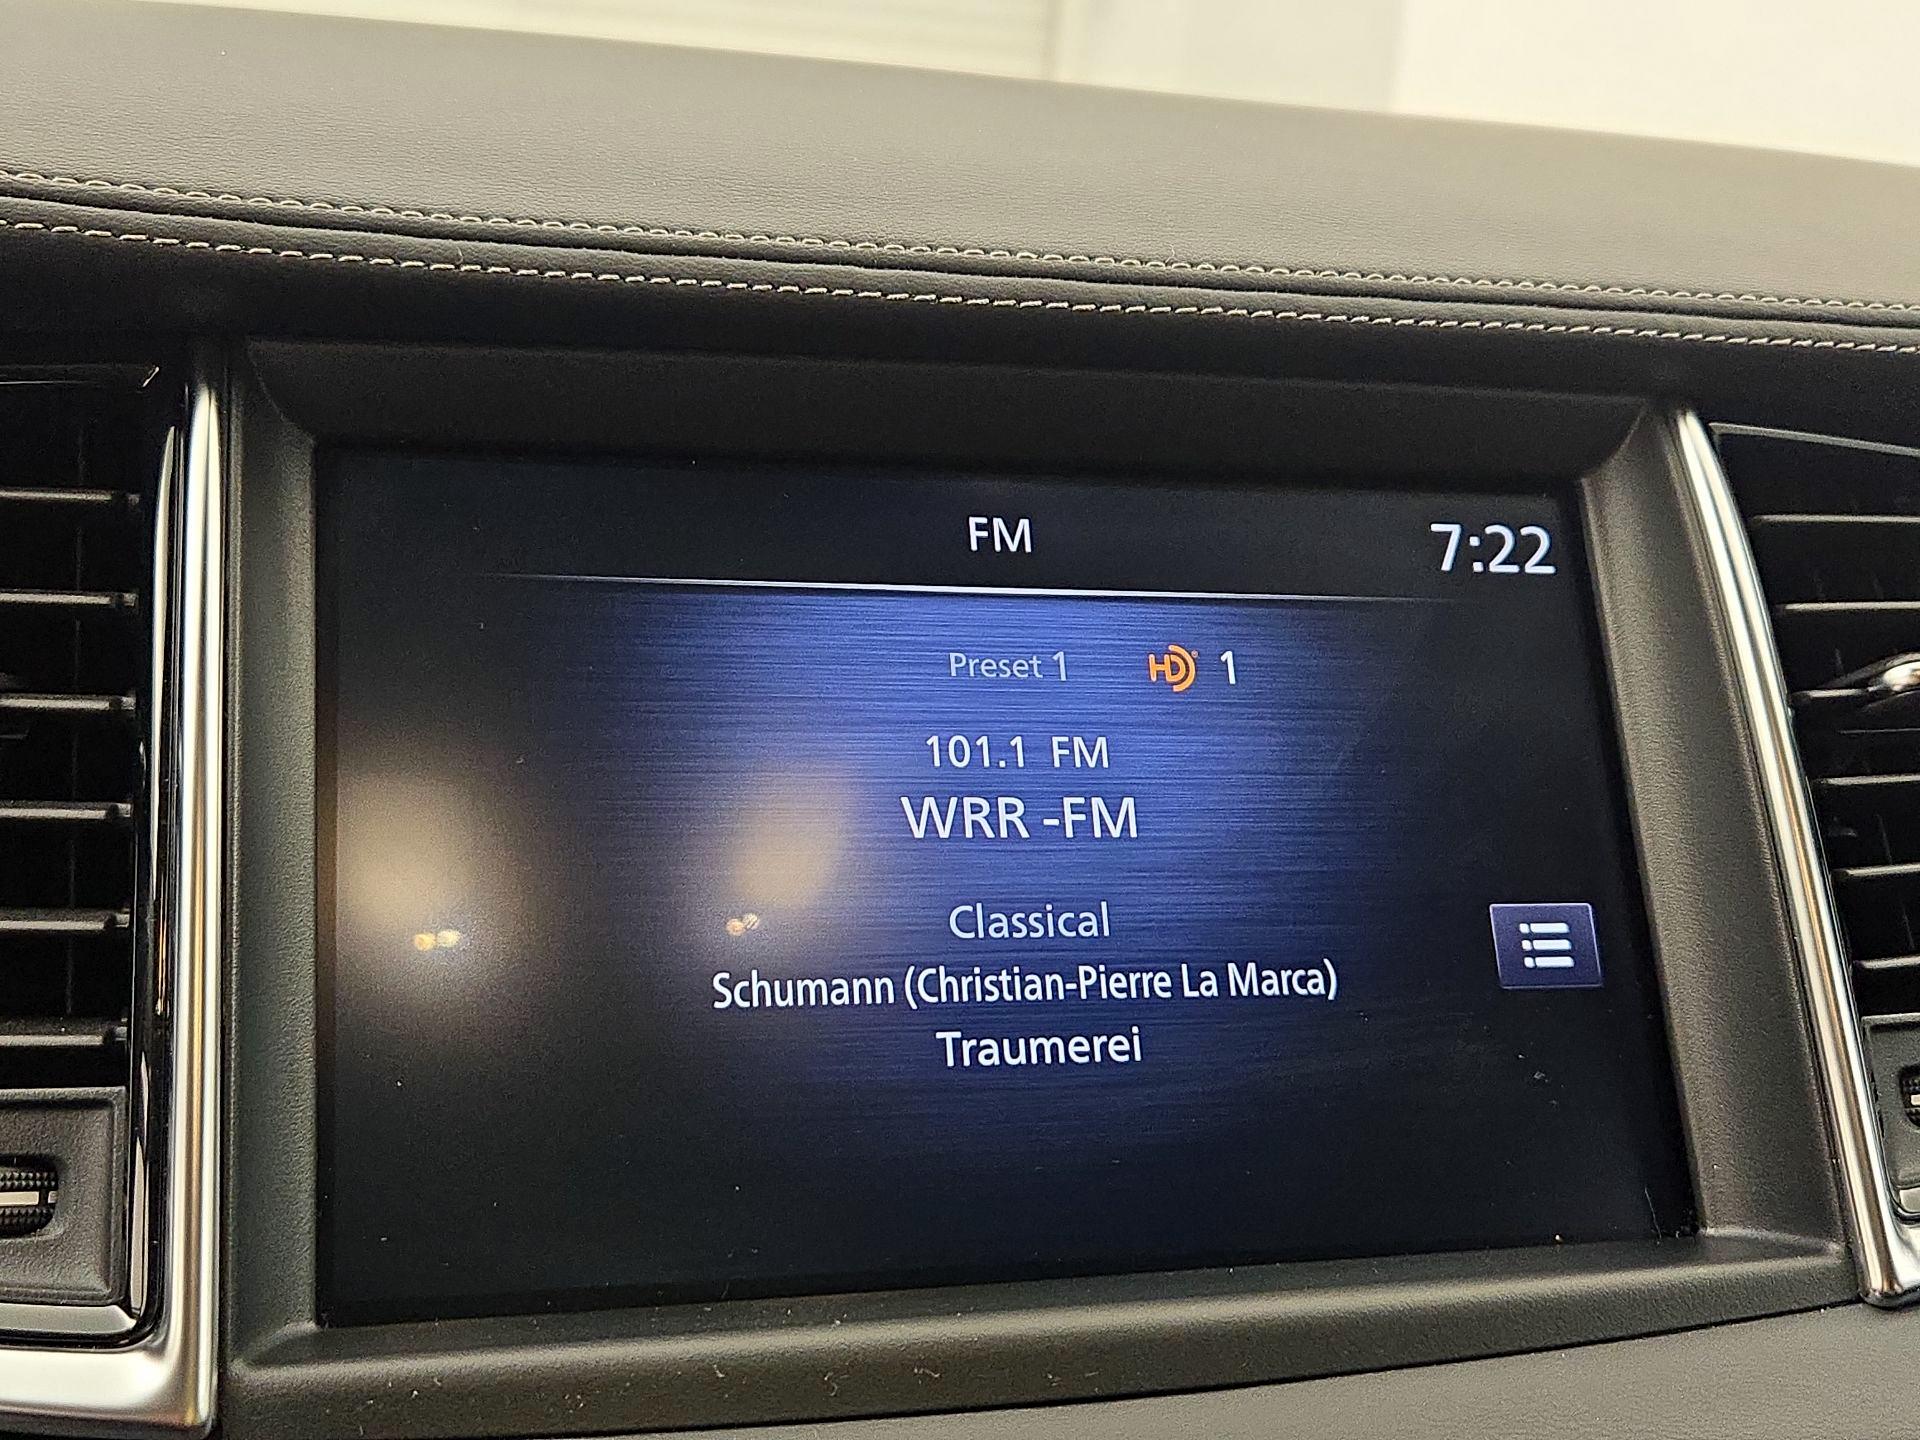 FM 7:22
Preset 1 HD 1
101.1 FM
WRR -FM
Classical
Schumann (Christian-Pierre La Marca)
Traumerei